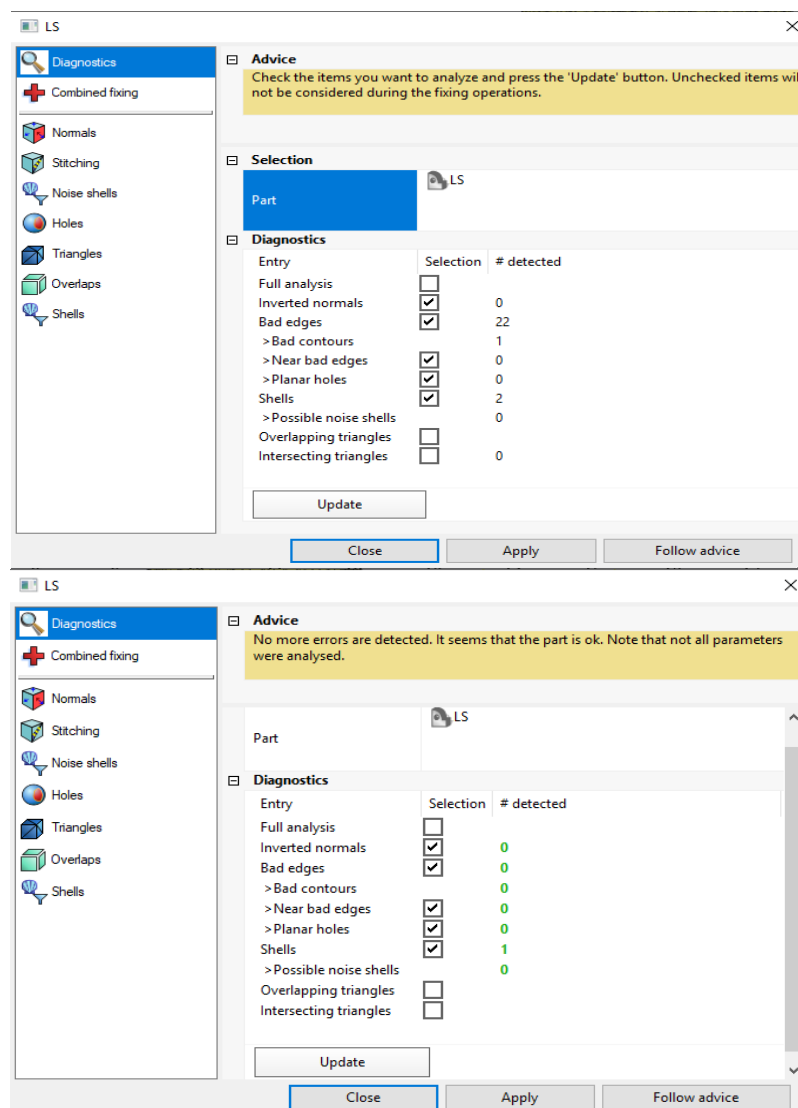 LS
Diagnostics
Combined fixing
Normals
Stitching
Noise shells
Holes
Triangles
Overlaps
Shells
Advice
Check the items you want to analyze and press the 'Update' button. Unchecked items wil
not be considered during the fixing operations.
Selection
Part LS
Diagnostics
Entry Selection # detected
Full analysis
Inverted normals 0
Bad edges 22
>Bad contours 1
>Near bad edges 0
>Planar holes 0
Shells 2
>Possible noise shells 0
Overlapping triangles
Intersecting triangles 0
Update
Close Apply Follow advice
LS
Diagnostics
Combined fixing
Normals
Stitching
Noise shells
Holes
Triangles
Overlaps
Shells
Advice
No more errors are detected. It seems that the part is ok. Note that not all parameters
were analysed.
Part LS
Diagnostics
Entry Selection # detected
Full analysis
Inverted normals 0
Bad edges 0
>Bad contours 0
>Near bad edges 0
>Planar holes 0
Shells 1
>Possible noise shells 0
Overlapping triangles
Intersecting triangles
Update
Close Apply Follow advice